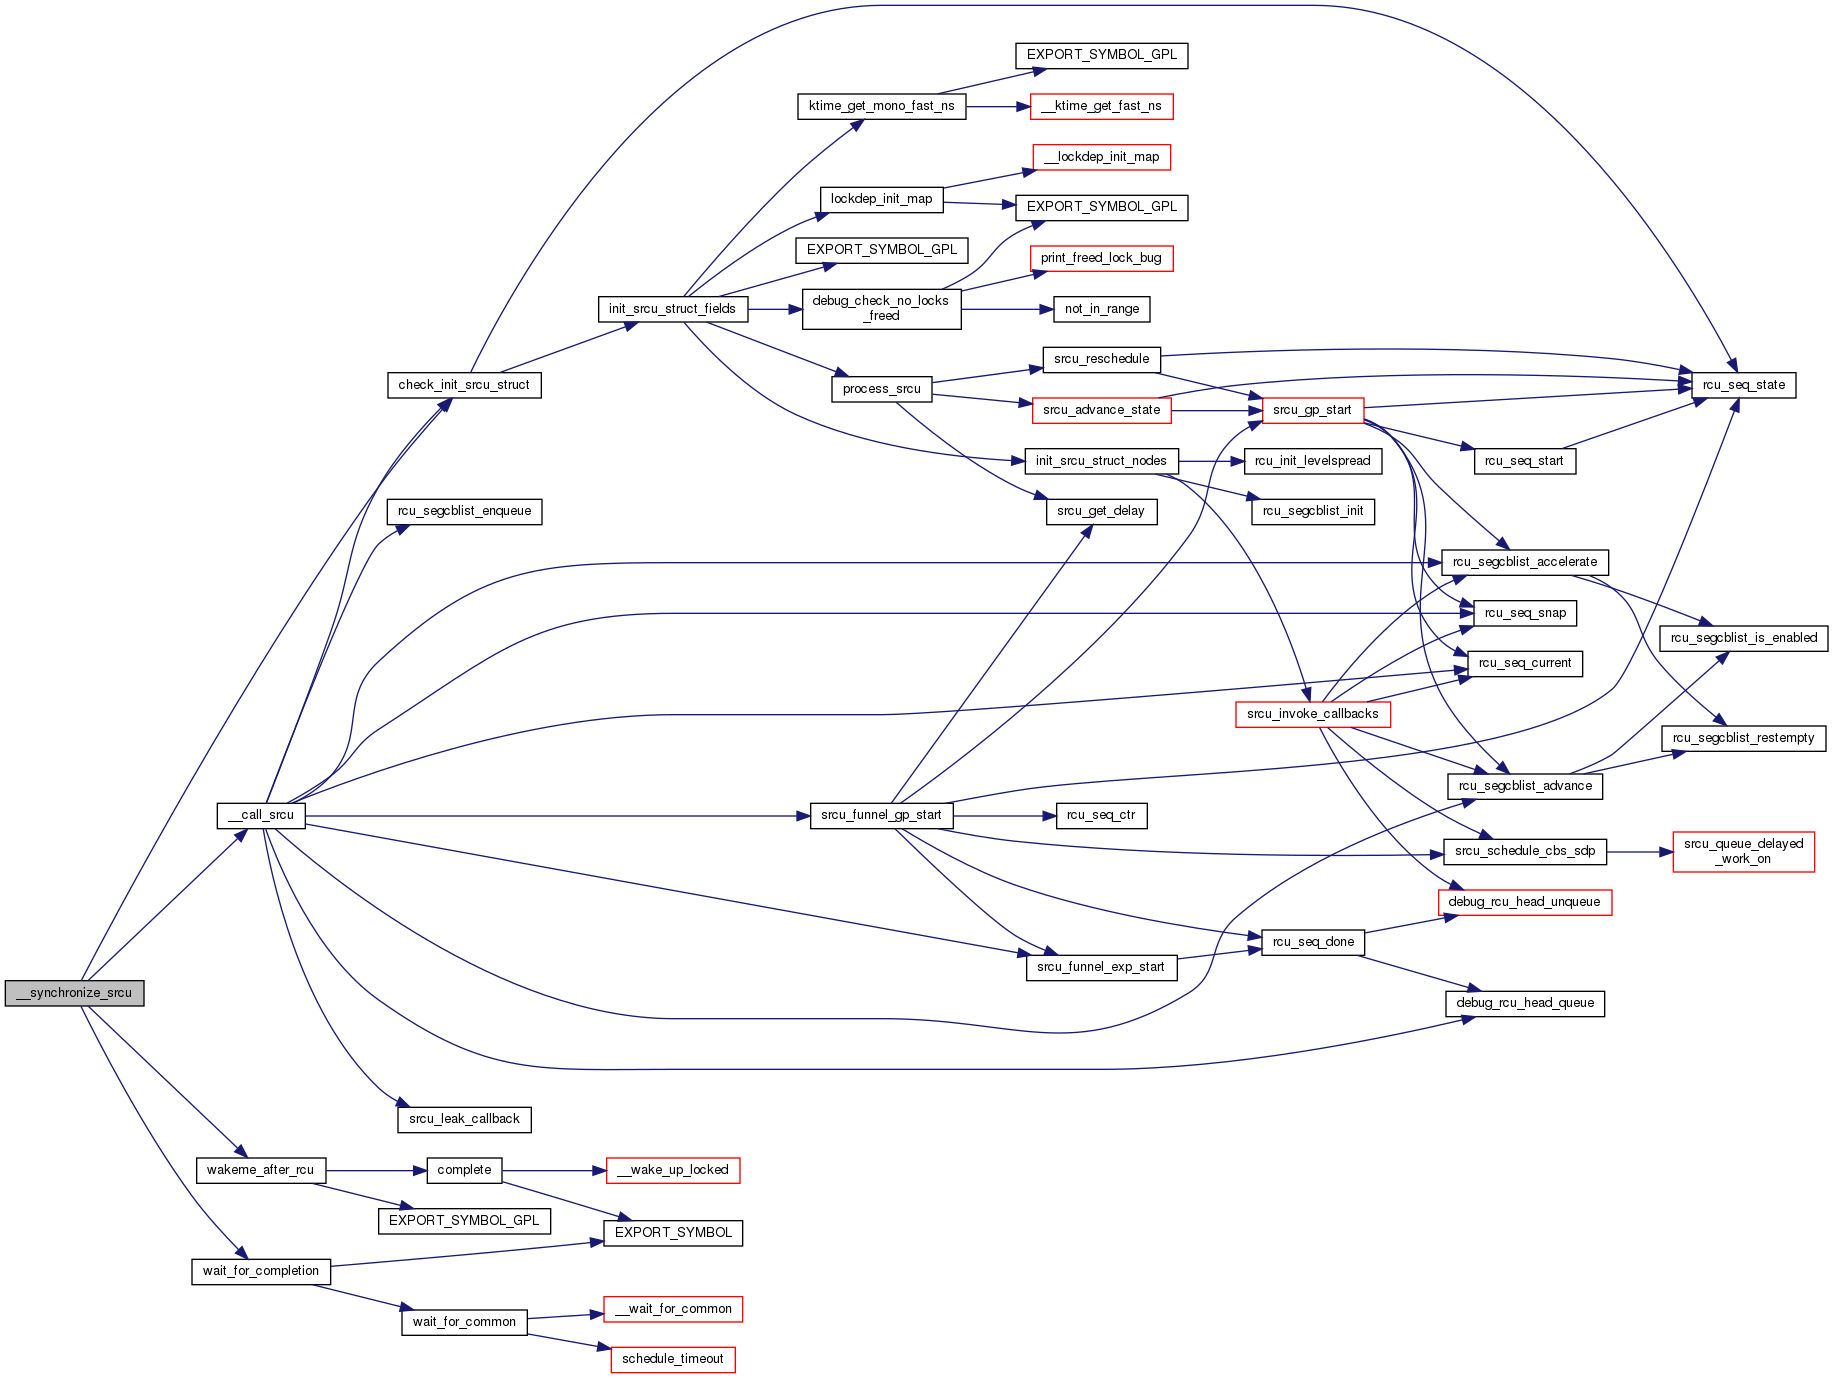 EXPORT_SYMBOL_GPL
ktime_get_mono_fast_ns
__ktime_get_fast_ns
__lockdep_init_map
lockdep_init_map
EXPORT_SYMBOL_GPL
EXPORT_SYMBOL_GPL
print_freed_lock_bug
init_srcu_struct_fields
debug_check_no_locks
_freed
not_in_range
srcu_reschedule
check_init_srcu_struct
process_srcu
rcu_seq_state
srcu_advance_state
srcu_gp_start
init_srcu_struct_nodes
rcu_init_levelspread
rcu_seq_start
rcu_segcblist_enqueue
srcu_get_delay
rcu_segcblist_init
rcu_segcblist_accelerate
rcu_seq_snap
rcu_segcblist_is_enabled
rcu_seq_current
srcu_invoke_callbacks
rcu_segcblist_restempty
rcu_segcblist_advance
__call_srcu
srcu_funnel_gp_start
rcu_seq_ctr
srcu_schedule_cbs_sdp
srcu_queue_delayed
_work_on
debug_rcu_head_unqueue
rcu_seq_done
srcu_funnel_exp_start
__synchronize_srcu
debug_rcu_head_queue
srcu_leak_callback
wakeme_after_rcu
complete
__wake_up_locked
EXPORT_SYMBOL_GPL
EXPORT_SYMBOL
wait_for_completion
__wait_for_common
wait_for_common
schedule_timeout